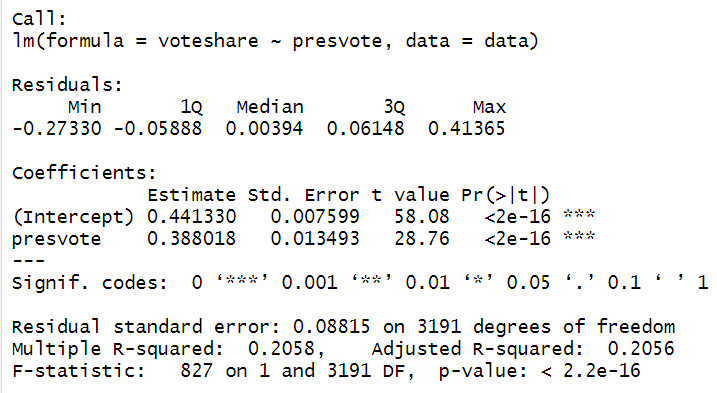 Call:
lm(formula = voteshare ~ presvote, data = data)
Residuals:
Min 1Q Median 3Q Max
-0.27330 -0.05888 0.00394 0.06148 0.41365
Coefficients:
Estimate Std. Error t value Pr(>|t|)
(Intercept) 0.441330 0.007599 58.08 <2e-16 ***
presvote 0.388018 0.013493 28.76 <2e-16 ***
---
Signif. codes: 0 ‘***’ 0.001 ‘**’ 0.01 ‘*’ 0.05 ‘.’ 0.1 ‘ ’ 1
Residual standard error: 0.08815 on 3191 degrees of freedom
Multiple R-squared: 0.2058, Adjusted R-squared: 0.2056
F-statistic: 827 on 1 and 3191 DF, p-value: < 2.2e-16